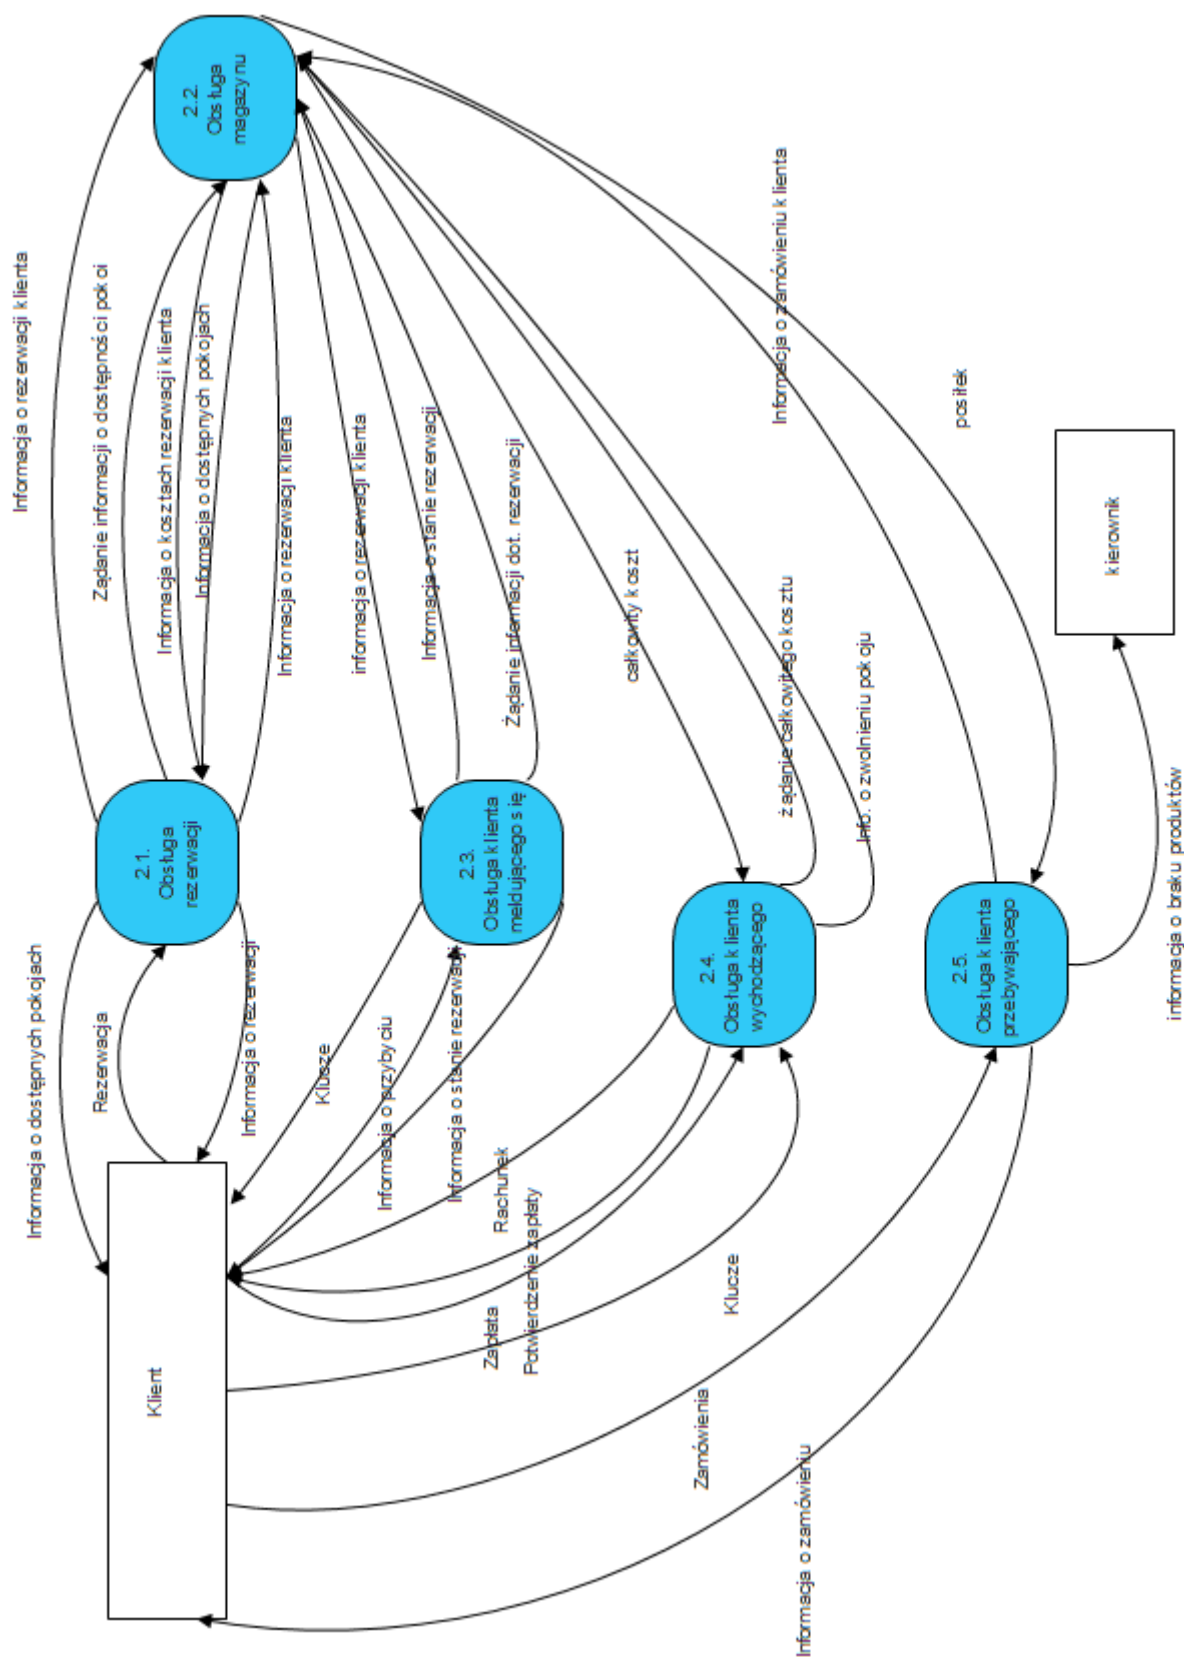 Informacja o rezerwacji klienta
Żądanie informacji o dostępności pokoi
Informacja o kosztach rezerwacji klienta
Informacja o dostępnych pokojach
Informacja o rezerwacji klienta
informacja o rezerwacji klienta
Informacja o stanie rezerwacji
Żądanie informacji dot. rezerwacji
całkowity koszt
żądanie całkowitego kosztu
Info. o zwolnieniu pokoju
Informacja o zamówieniu klienta
posiłek
2.2.
Obsługa
magazynu
kierownik
informacja o braku produktów
2.1.
Obsługa
rezerwacji
2.3.
Obsługa klienta
meldującego się
2.4.
Obsługa klienta
wychodzącego
2.5.
Obsługa klienta
przebywającego
Informacja o dostępnych pokojach
Rezerwacja
Informacja o rezerwacji
Klucze
Informacja o przybyciu
Informacja o stanie rezerwacji
Rachunek
Zapłata
Potwierdzenie zapłaty
Klucze
Zamówienia
Informacja o zamówieniu
Klient